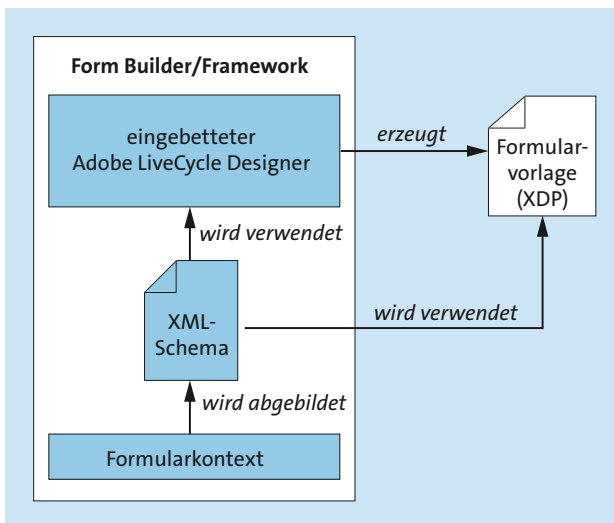 Form Builder/Framework
eingebetteter
Adobe LiveCycle Designer
erzeugt
Formular-
vorlage
(XDP)
wird verwendet
XML-
Schema
wird verwendet
wird abgebildet
Formularkontext